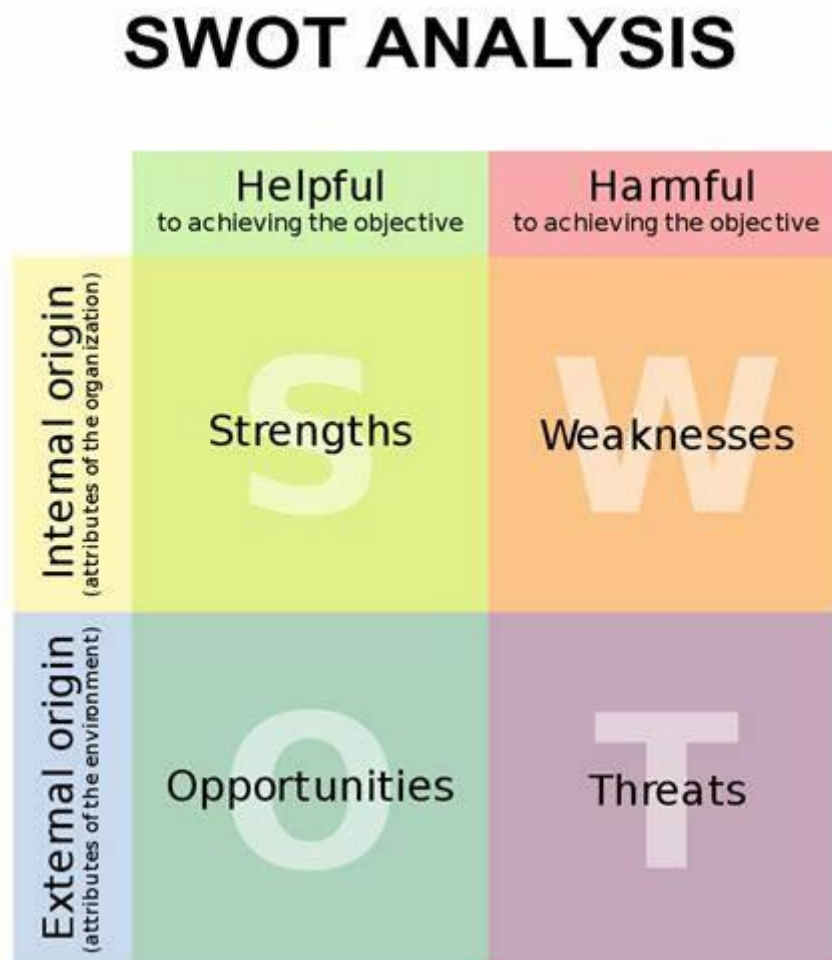 SWOT ANALYSIS
Helpful
to achieving the objective
Harmful
to achieving the objective
Internal origin
(attributes of the organization)
S
Strengths
W
Weaknesses
External origin
(attributes of the environment)
O
Opportunities
T
Threats